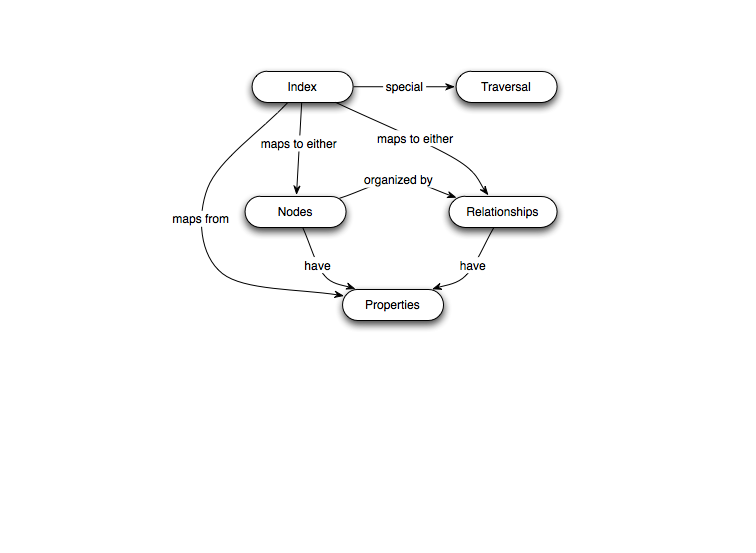 Index
special
Traversal
maps to either
maps to either
organized by
Nodes
Relationships
maps from
have
have
Properties